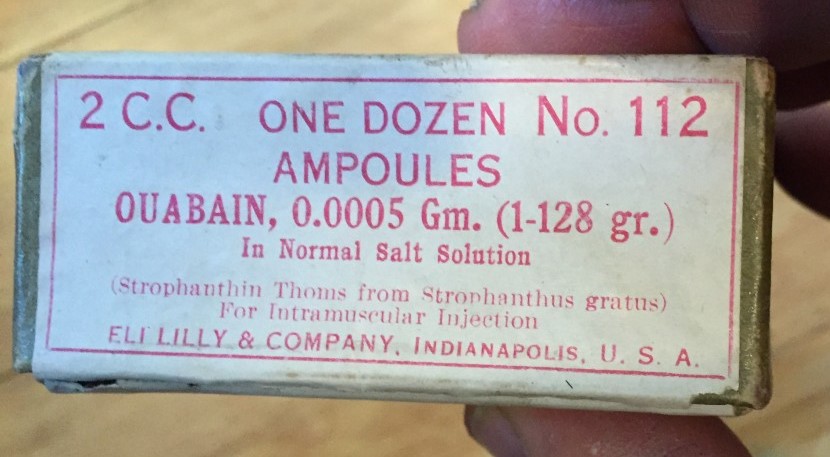 2 C.C. ONE DOZEN No. 112
AMPOULES
OUABAIN, 0.0005 Gm. (1-128 gr.)
In Normal Salt Solution
(Strophanthin Thoms from Strophanthus gratus)
For Intramuscular Injection
ELI LILLY & COMPANY, INDIANAPOLIS, U. S. A.